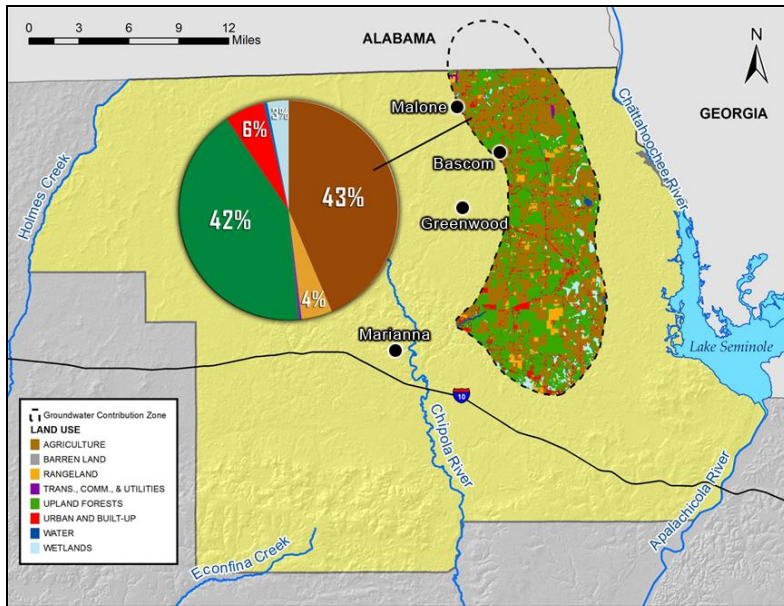 0 3 6 9 12
Miles
ALABAMA
N
GEORGIA
Malone
Chattahoochee River
Bascom
Holmes Creek
3%
6%
43%
42%
4%
Greenwood
Marianna
Lake Seminole
10
Chipola River
Apalachicola River
Econfina Creek
Groundwater Contribution Zone
LAND USE
AGRICULTURE
BARREN LAND
RANGELAND
TRANS., COMM., & UTILITIES
UPLAND FORESTS
URBAN AND BUILT-UP
WATER
WETLANDS